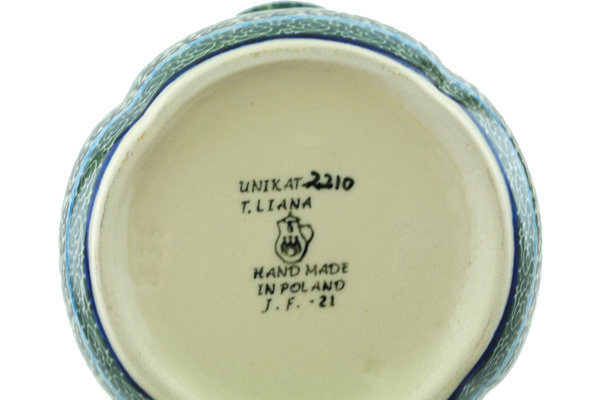 UNIKAT 2210
T. LIANA
HAND MADE
IN POLAND
J. F. - 21